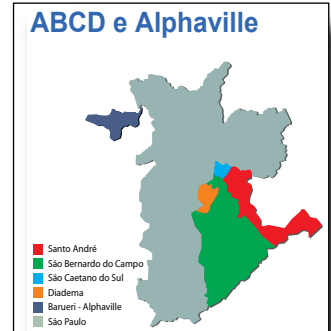 ABCD e Alphaville
Santo André
São Bernardo do Campo
São Caetano do Sul
Diadema
Barueri - Alphaville
São Paulo